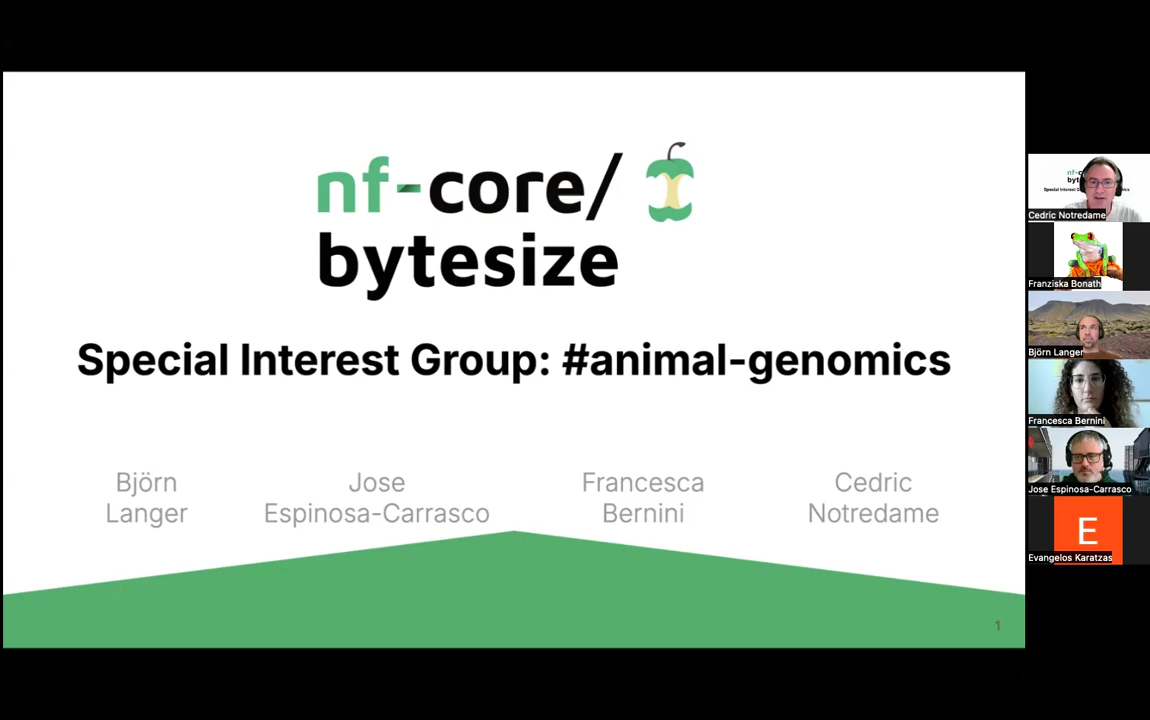 nf-core/
bytesize
Special Interest Group: #animal-genomics
Björn
Langer
Jose
Espinosa-Carrasco
Francesca
Bernini
Cedric
Notredame
1
Cedric Notredame
Franziska Bonath
Björn Langer
Francesca Bernini
Jose Espinosa-Carrasco
E
Evangelos Karatzas